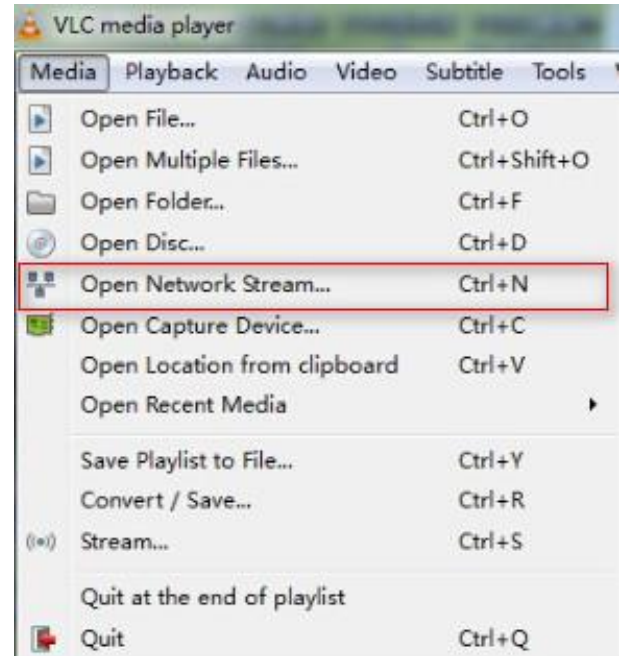 VLC media player
Media Playback Audio Video Subtitle Tools
Open File... Ctrl+O
Open Multiple Files... Ctrl+Shift+O
Open Folder... Ctrl+F
Open Disc... Ctrl+D
Open Network Stream... Ctrl+N
Open Capture Device... Ctrl+C
Open Location from clipboard Ctrl+V
Open Recent Media
Save Playlist to File... Ctrl+Y
Convert / Save... Ctrl+R
Stream... Ctrl+S
Quit at the end of playlist
Quit Ctrl+Q